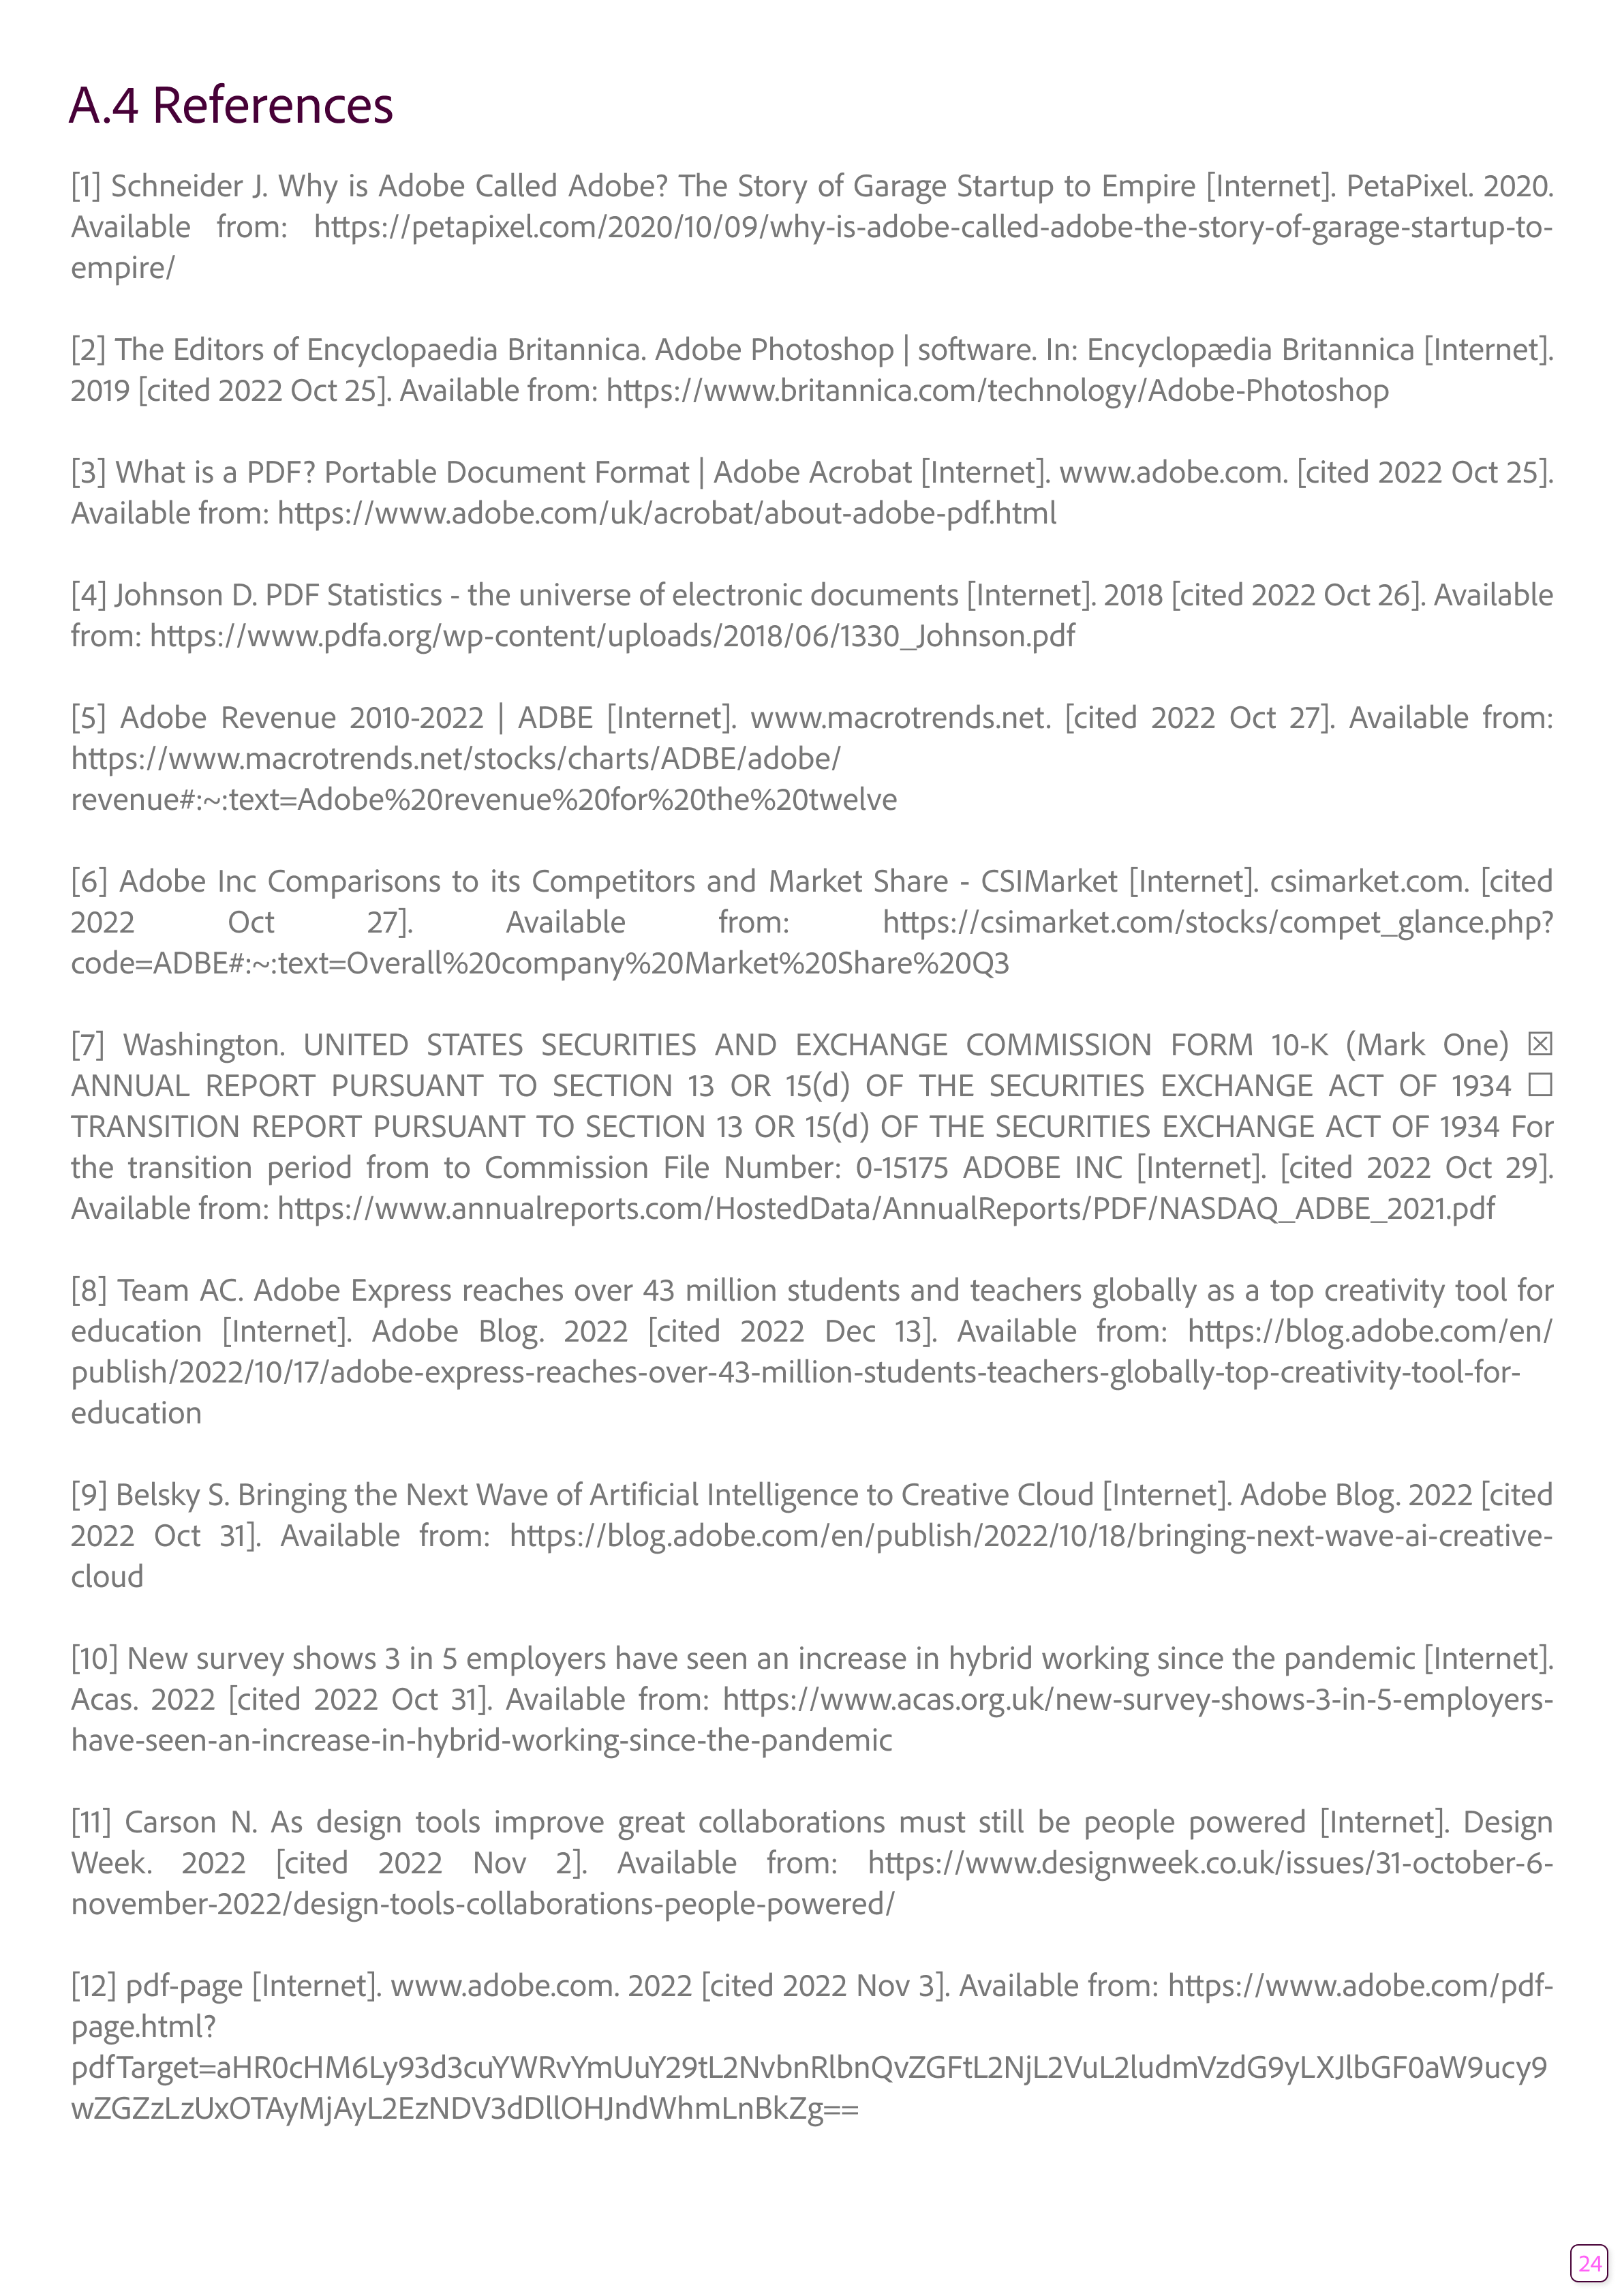 A.4 References
[1] Schneider J. Why is Adobe Called Adobe? The Story of Garage Startup to Empire [Internet]. PetaPixel. 2020.
Available from: https://petapixel.com/2020/10/09/why-is-adobe-called-adobe-the-story-of-garage-startup-to-
empire/
[2] The Editors of Encyclopaedia Britannica. Adobe Photoshop | software. In: Encyclopædia Britannica [Internet].
2019 [cited 2022 Oct 25]. Available from: https://www.britannica.com/technology/Adobe-Photoshop
[3] What is a PDF? Portable Document Format | Adobe Acrobat [Internet]. www.adobe.com. [cited 2022 Oct 25].
Available from: https://www.adobe.com/uk/acrobat/about-adobe-pdf.html
[4] Johnson D. PDF Statistics - the universe of electronic documents [Internet]. 2018 [cited 2022 Oct 26]. Available
from: https://www.pdfa.org/wp-content/uploads/2018/06/1330_Johnson.pdf
[5] Adobe Revenue 2010-2022 | ADBE [Internet]. www.macrotrends.net. [cited 2022 Oct 27]. Available from:
https://www.macrotrends.net/stocks/charts/ADBE/adobe/
revenue#:~:text=Adobe%20revenue%20for%20the%20twelve
[6] Adobe Inc Comparisons to its Competitors and Market Share - CSIMarket [Internet]. csimarket.com. [cited
2022 Oct 27]. Available from: https://csimarket.com/stocks/compet_glance.php?
code=ADBE#:~:text=Overall%20company%20Market%20Share%20Q3
[7] Washington. UNITED STATES SECURITIES AND EXCHANGE COMMISSION FORM 10-K (Mark One) ☒
ANNUAL REPORT PURSUANT TO SECTION 13 OR 15(d) OF THE SECURITIES EXCHANGE ACT OF 1934 ☐
TRANSITION REPORT PURSUANT TO SECTION 13 OR 15(d) OF THE SECURITIES EXCHANGE ACT OF 1934 For
the transition period from to Commission File Number: 0-15175 ADOBE INC [Internet]. [cited 2022 Oct 29].
Available from: https://www.annualreports.com/HostedData/AnnualReports/PDF/NASDAQ_ADBE_2021.pdf
[8] Team AC. Adobe Express reaches over 43 million students and teachers globally as a top creativity tool for
education [Internet]. Adobe Blog. 2022 [cited 2022 Dec 13]. Available from: https://blog.adobe.com/en/
publish/2022/10/17/adobe-express-reaches-over-43-million-students-teachers-globally-top-creativity-tool-for-
education
[9] Belsky S. Bringing the Next Wave of Artificial Intelligence to Creative Cloud [Internet]. Adobe Blog. 2022 [cited
2022 Oct 31]. Available from: https://blog.adobe.com/en/publish/2022/10/18/bringing-next-wave-ai-creative-
cloud
[10] New survey shows 3 in 5 employers have seen an increase in hybrid working since the pandemic [Internet].
Acas. 2022 [cited 2022 Oct 31]. Available from: https://www.acas.org.uk/new-survey-shows-3-in-5-employers-
have-seen-an-increase-in-hybrid-working-since-the-pandemic
[11] Carson N. As design tools improve great collaborations must still be people powered [Internet]. Design
Week. 2022 [cited 2022 Nov 2]. Available from: https://www.designweek.co.uk/issues/31-october-6-
november-2022/design-tools-collaborations-people-powered/
[12] pdf-page [Internet]. www.adobe.com. 2022 [cited 2022 Nov 3]. Available from: https://www.adobe.com/pdf-
page.html?
pdfTarget=aHR0cHM6Ly93d3cuYWRvYmUuY29tL2NvbnRlbnQvZGFtL2NjL2VuL2ludmVzdG9yLXJlbGF0aW9ucy9
wZGZzLzUxOTAyMjAyL2EzNDV3dDllOHJndWhmLnBkZg==
24